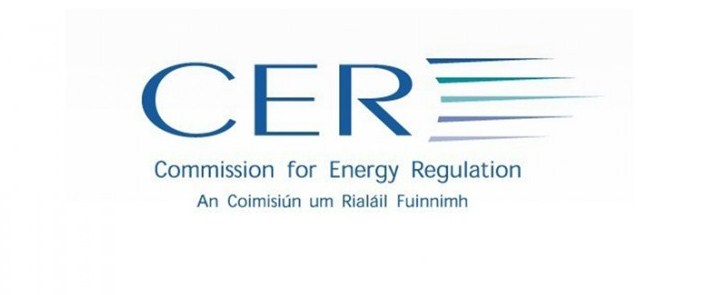 CER
Commission for Energy Regulation
An Coimisiún um Rialáil Fuinnimh